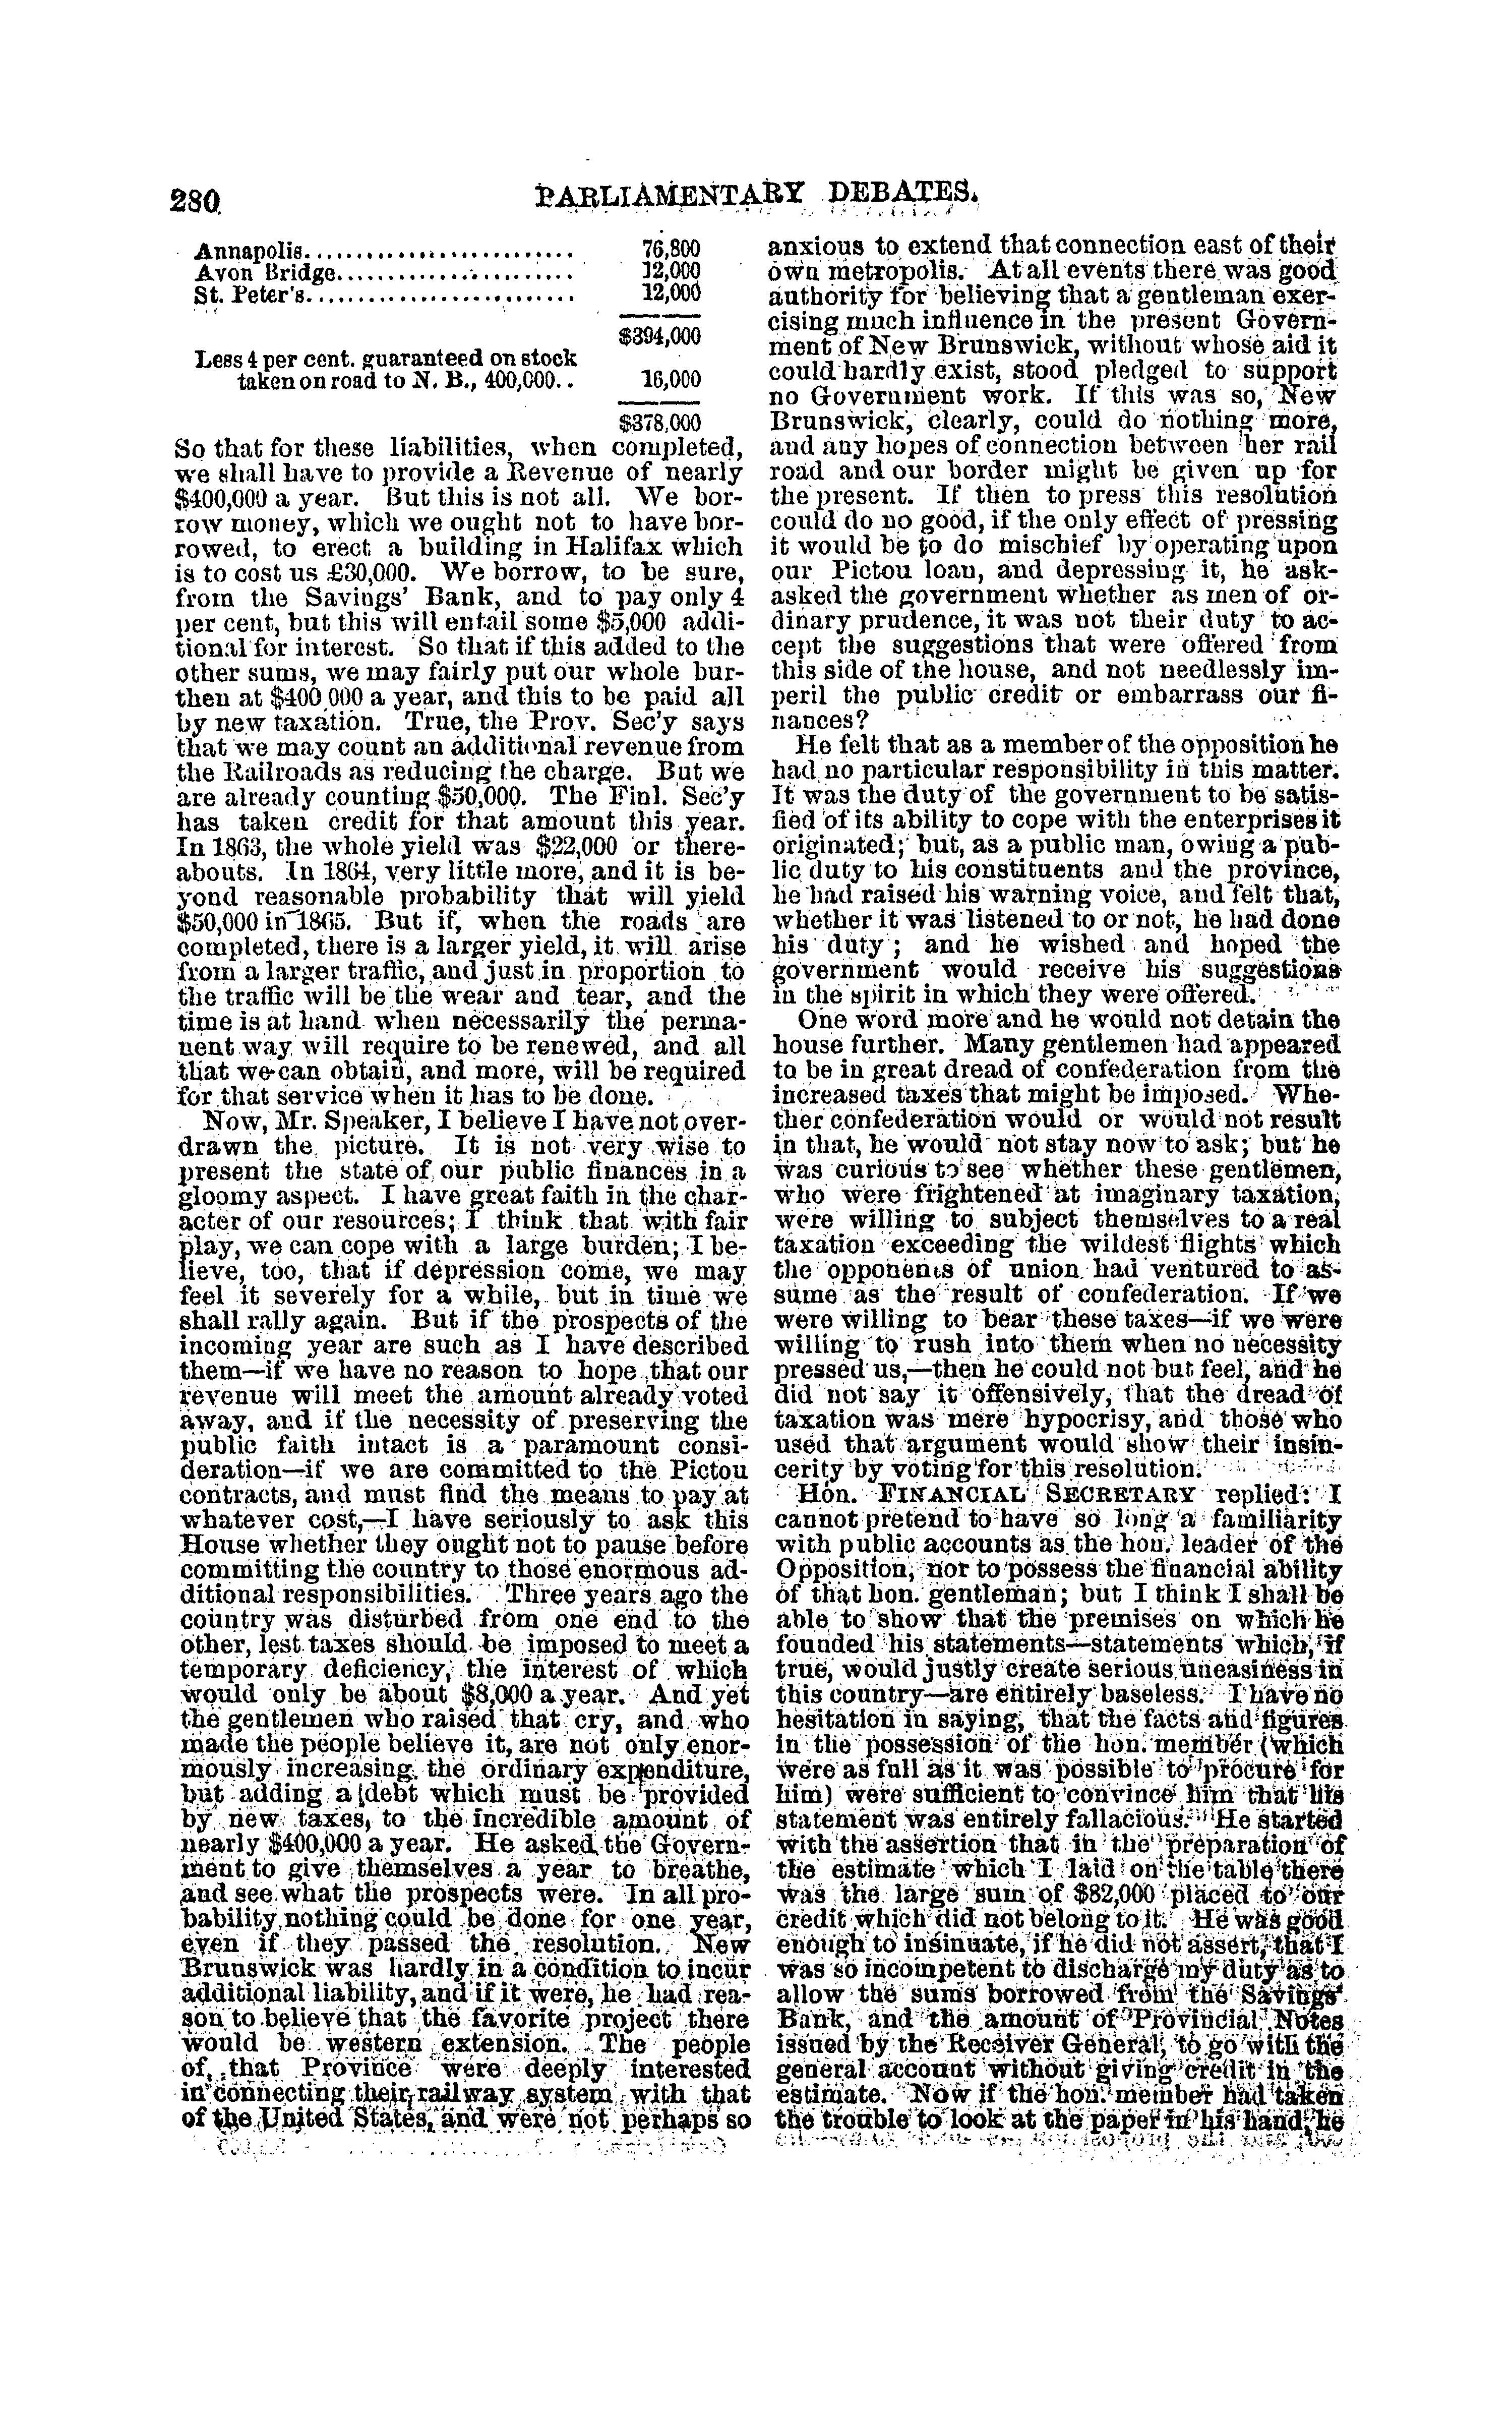 280
PARLIAMENTARY DEBATES.
Annapolis.......................... 76,800
Avon Bridge...................... 12,000
St. Peter's.......................... 12,000
$394,000
Less 4 per cent. guaranteed on stock
taken on road to N. B., 400,000.. 16,000
$378,000
So that for these liabilities, when completed,
we shall have to provide a Revenue of nearly
$400,000 a year. But this is not all. We bor-
row money, which we ought not to have bor-
rowed, to erect a building in Halifax which
is to cost us £30,000. We borrow, to be sure,
from the Savings' Bank, and to pay only 4
per cent, but this will entail some $5,000 addi-
tional for interest. So that if this added to the
other sums, we may fairly put our whole bur-
then at $400,000 a year, and this to be paid all
by new taxation. True, the Prov. Sec'y says
that we may count an additional revenue from
the Railroads as reducing the charge. But we
are already counting $50,000. The Finl. Sec'y
has taken credit for that amount this year.
In 1863, the whole yield was $22,000 or there-
abouts. In 1864, very little more, and it is be-
yond reasonable probability that will yield
$50,000 in 1865. But if, when the roads are
completed, there is a larger yield, it will arise
from a larger traffic, and just in proportion to
the traffic will be the wear and tear, and the
time is at hand when necessarily the perma-
nent way will require to be renewed, and all
that we can obtain, and more, will be required
for that service when it has to be done.
Now, Mr. Speaker, I believe I have not over-
drawn the picture. It is not very wise to
present the state of our public finances in a
gloomy aspect. I have great faith in the char-
acter of our resources; I think that with fair
play, we can cope with a large burden; I be-
lieve, too, that if depression come, we may
feel it severely for a while, but in time we
shall rally again. But if the prospects of the
incoming year are such as I have described
them—if we have no reason to hope that our
revenue will meet the amount already voted
away, and if the necessity of preserving the
public faith intact is a paramount consi-
deration—if we are committed to the Pictou
contracts, and must find the means to pay at
whatever cost,—I have seriously to ask this
House whether they ought not to pause before
committing the country to those enormous ad-
ditional responsibilities. Three years ago the
country was disturbed from one end to the
other, lest taxes should be imposed to meet a
temporary deficiency, the interest of which
would only be about $8,000 a year. And yet
the gentlemen who raised that cry, and who
made the people believe it, are not only enor-
mously increasing the ordinary expenditure,
but adding a debt which must be provided
by new taxes, to the incredible amount of
nearly $400,000 a year. He asked the Govern-
ment to give themselves a year to breathe,
and see what the prospects were. In all pro-
bability nothing could be done for one year,
even if they passed the resolution. New
Brunswick was hardly in a condition to incur
additional liability, and if it were, he had rea-
son to believe that the favorite project there
would be western extension. The people
of that Province were deeply interested
in connecting their railway system with that
of the United States, and were not perhaps so
anxious to extend that connection east of their
own metropolis. At all events there was good
authority for believing that a gentleman exer-
cising much influence in the present Govern-
ment of New Brunswick, without whose aid it
could hardly exist, stood pledged to support
no Government work. If this was so, New
Brunswick, clearly, could do nothing more,
and any hopes of connection between her rail
road and our border might be given up for
the present. If then to press this resolution
could do no good, if the only effect of pressing
it would be to do mischief by operating upon
our Pictou loan, and depressing it, he ask-
asked the government whether as men of or-
dinary prudence, it was not their duty to ac-
cept the suggestions that were offered from
this side of the house, and not needlessly im-
peril the public credit or embarrass our fi-
nances?
He felt that as a member of the opposition he
had no particular responsibility in this matter.
It was the duty of the government to be satis-
fied of its ability to cope with the enterprises it
originated; but, as a public man, owing a pub-
lic duty to his constituents and the province,
he had raised his warning voice, and felt that,
whether it was listened to or not, he had done
his duty; and he wished and hoped the
government would receive his suggestions
in the spirit in which they were offered.
One word more and he would not detain the
house further. Many gentlemen had appeared
to be in great dread of confederation from the
increased taxes that might be imposed. Whe-
ther confederation would or would not result
in that, he would not stay now to ask; but he
was curious to see whether these gentlemen,
who were frightened at imaginary taxation,
were willing to subject themselves to a real
taxation exceeding the wildest flights which
the opponents of union had ventured to as-
sume as the result of confederation. If we
were willing to bear these taxes—if we were
willing to rush into them when no necessity
pressed us,—then he could not but feel, and he
did not say it offensively, that the dread of
taxation was mere hypocrisy, and those who
used that argument would show their insin-
cerity by voting for this resolution.
Hon. FINANCIAL SECRETARY replied: I
cannot pretend to have so long a familiarity
with public accounts as the hon. leader of the
Opposition, nor to possess the financial ability
of that hon. gentleman; but I think I shall be
able to show that the premises on which he
founded his statements—statements which, if
true, would justly create serious uneasiness in
this country—are entirely baseless. I have no
hesitation in saying, that the facts and figures
in the possession of the hon. member (which
were as full as it was possible to procure for
him) were sufficient to convince him that his
statement was entirely fallacious. He started
with the assertion that in the preparation of
the estimate which I laid on the table there
was the large sum of $82,000 placed to our
credit which did not belong to it. He was good
enough to insinuate, if he did not assert, that I
was so incompetent to discharge my duty as to
allow the sums borrowed from the Savings'
Bank, and the amount of Provincial Notes
issued by the Receiver General, to go with the
general account without giving credit in the
estimate. Now if the hon. member had taken
the trouble to look at the paper in his hand, he